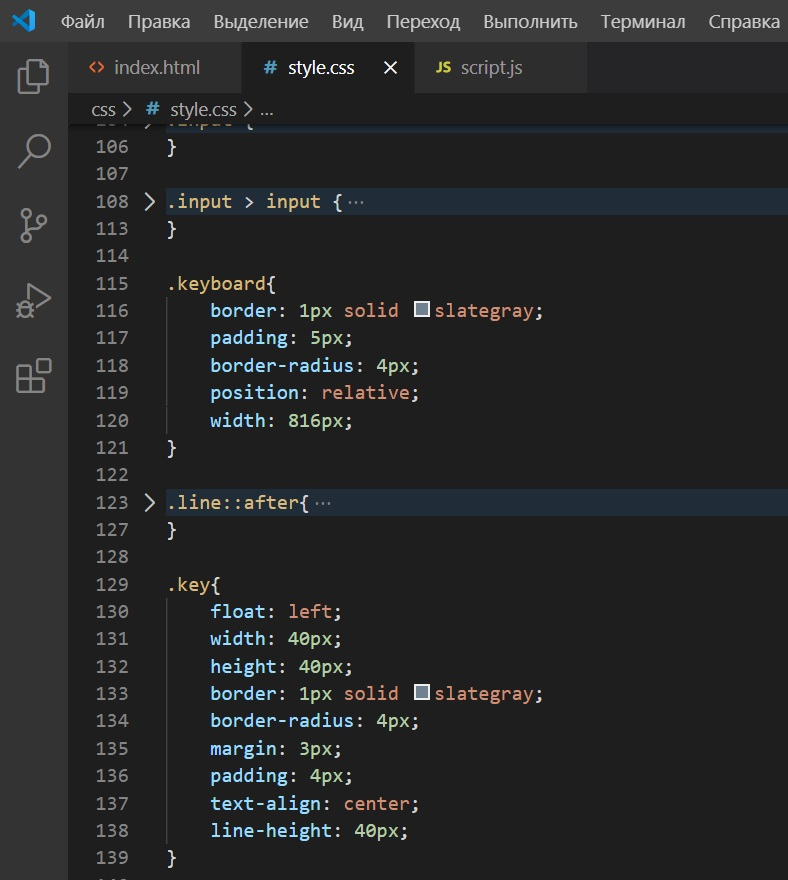 Файл Правка Выделение Вид Переход Выполнить Терминал Справка
index.html # style.css × JS script.js
css > # style.css > ...
106 }
107
108 > .input > input { ...
113 }
114
115 .keyboard{
116 border: 1px solid slategray;
117 padding: 5px;
118 border-radius: 4px;
119 position: relative;
120 width: 816px;
121 }
122
123 > .line::after{ ...
127 }
128
129 .key{
130 float: left;
131 width: 40px;
132 height: 40px;
133 border: 1px solid slategray;
134 border-radius: 4px;
135 margin: 3px;
136 padding: 4px;
137 text-align: center;
138 line-height: 40px;
139 }